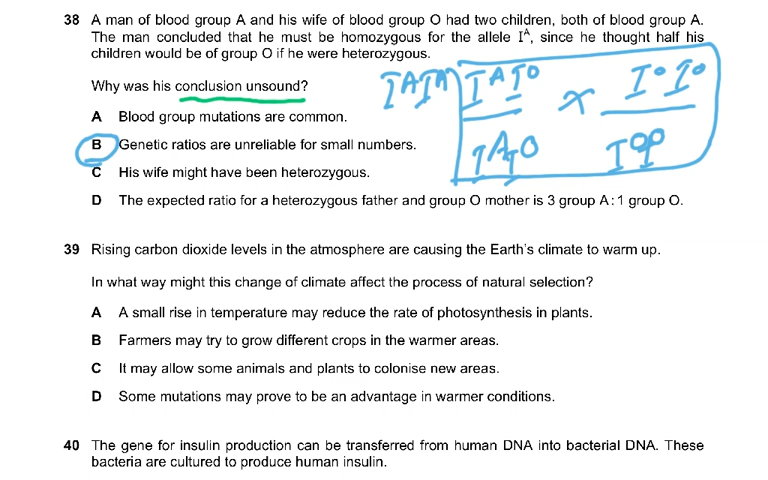 38 A man of blood group A and his wife of blood group O had two children, both of blood group A.
The man concluded that he must be homozygous for the allele Iᴬ, since he thought half his
children would be of group O if he were heterozygous.
Why was his conclusion unsound?
IᴬIᴬ IᴬIᴼ × IᴼIᴼ
A Blood group mutations are common.
B Genetic ratios are unreliable for small numbers.
IᴬIᴼ
C His wife might have been heterozygous.
D The expected ratio for a heterozygous father and group O mother is 3 group A : 1 group O.
39 Rising carbon dioxide levels in the atmosphere are causing the Earth's climate to warm up.
In what way might this change of climate affect the process of natural selection?
A A small rise in temperature may reduce the rate of photosynthesis in plants.
B Farmers may try to grow different crops in the warmer areas.
C It may allow some animals and plants to colonise new areas.
D Some mutations may prove to be an advantage in warmer conditions.
40 The gene for insulin production can be transferred from human DNA into bacterial DNA. These
bacteria are cultured to produce human insulin.